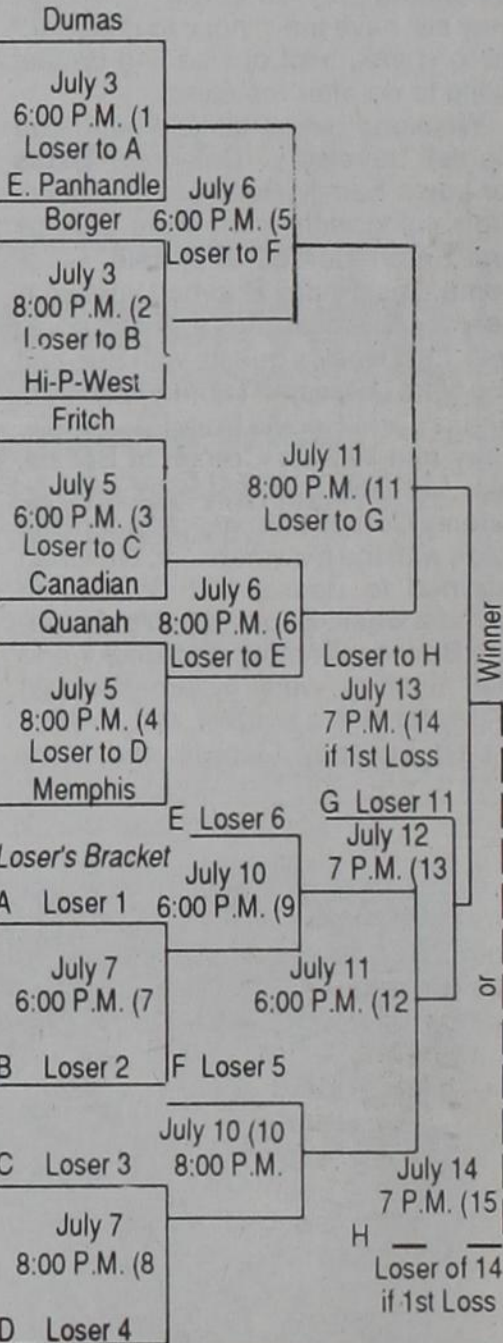 Dumas
July 3
6:00 P.M. (1
Loser to A
E. Panhandle
July 6
Borger
6:00 P.M. (5
Loser to F
July 3
8:00 P.M. (2
Loser to B
Hi-P-West
Fritch
July 11
July 5
8:00 P.M. (11
6:00 P.M. (3
Loser to G
Loser to C
Canadian
July 6
Quanah
8:00 P.M. (6
Loser to E
Loser to H
Winner
July 5
July 13
8:00 P.M. (4
7 P.M. (14
Loser to D
if 1st Loss
Memphis
G Loser 11
E Loser 6
July 12
Loser's Bracket
July 10
7 P.M. (13
A Loser 1
6:00 P.M. (9
July 7
July 11
6:00 P.M. (7
6:00 P.M. (12
or
B Loser 2
F Loser 5
July 10 (10
C Loser 3
8:00 P.M.
July 14
7 P.M. (15
July 7
H
8:00 P.M. (8
Loser of 14
if 1st Loss
D Loser 4